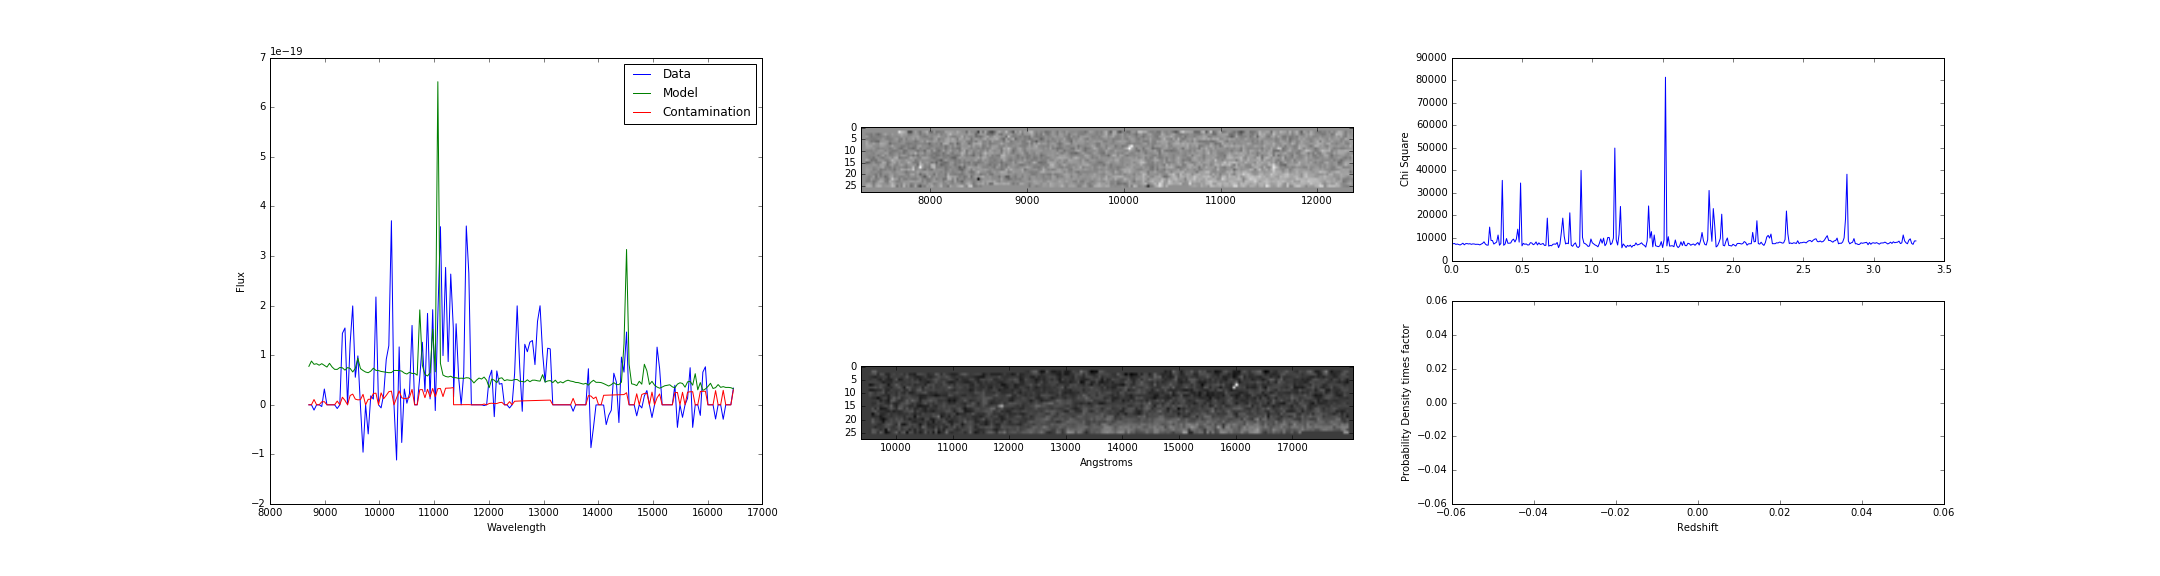 1e−19
7
6
5
4
3
2
1
0
−1
−2
Flux
8000 9000 10000 11000 12000 13000 14000 15000 16000 17000
Wavelength
Data
Model
Contamination
0
5
10
15
20
25
8000 9000 10000 11000 12000
0
5
10
15
20
25
10000 11000 12000 13000 14000 15000 16000 17000
Angstroms
90000
80000
70000
60000
50000
40000
30000
20000
10000
0
Chi Square
0.0 0.5 1.0 1.5 2.0 2.5 3.0 3.5
0.06
0.04
0.02
0.00
−0.02
−0.04
−0.06
Probability Density times factor
−0.06 −0.04 −0.02 0.00 0.02 0.04 0.06
Redshift